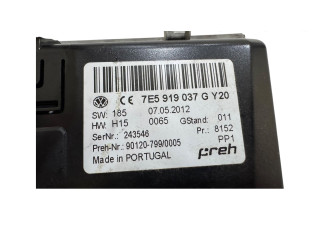 CE 7E5 919 037 G Y20
SW: 185 07.05.2012
HW: H15 0065 GStand: 011
SerNr.: 243546 Pr.: 8152
Preh-Nr.: 90120-799/0005 PP1
Made in PORTUGAL preh